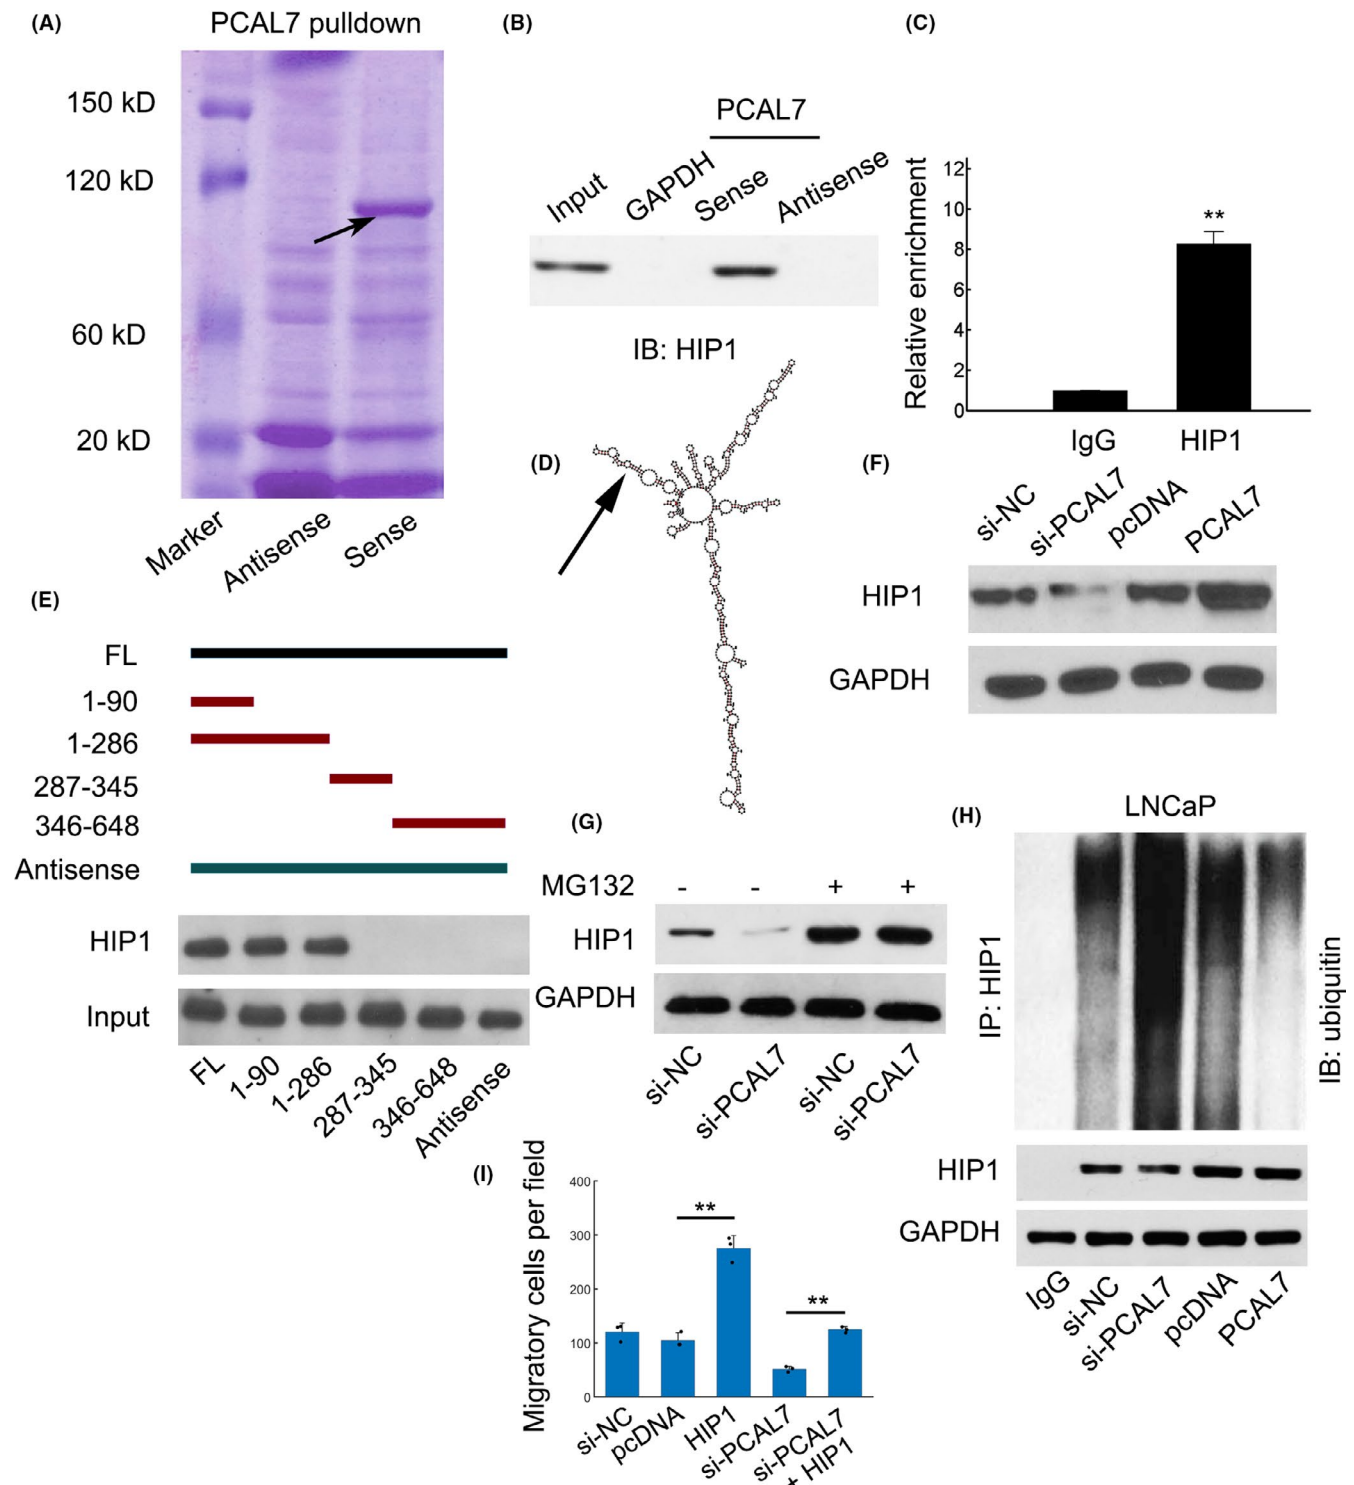 (A)
PCAL7 pulldown
150 kD
120 kD
60 kD
20 kD
Marker
Antisense
Sense
(B)
PCAL7
Input
GAPDH
Sense
Antisense
IB: HIP1
(C)
Relative enrichment
12
10
8
6
4
2
0
**
IgG
HIP1
(D)
(E)
FL
1-90
1-286
287-345
346-648
Antisense
HIP1
Input
FL
1-90
1-286
287-345
346-648
Antisense
(F)
si-NC
si-PCAL7
pcDNA
PCAL7
HIP1
GAPDH
(G)
MG132 - - + +
HIP1
GAPDH
si-NC
si-PCAL7
si-NC
si-PCAL7
(H)
LNCaP
IP: HIP1
IB: ubiquitin
HIP1
GAPDH
IgG
si-NC
si-PCAL7
pcDNA
PCAL7
(I)
Migratory cells per field
400
300
200
100
0
**
**
si-NC
pcDNA
HIP1
si-PCAL7
si-PCAL7
+ HIP1